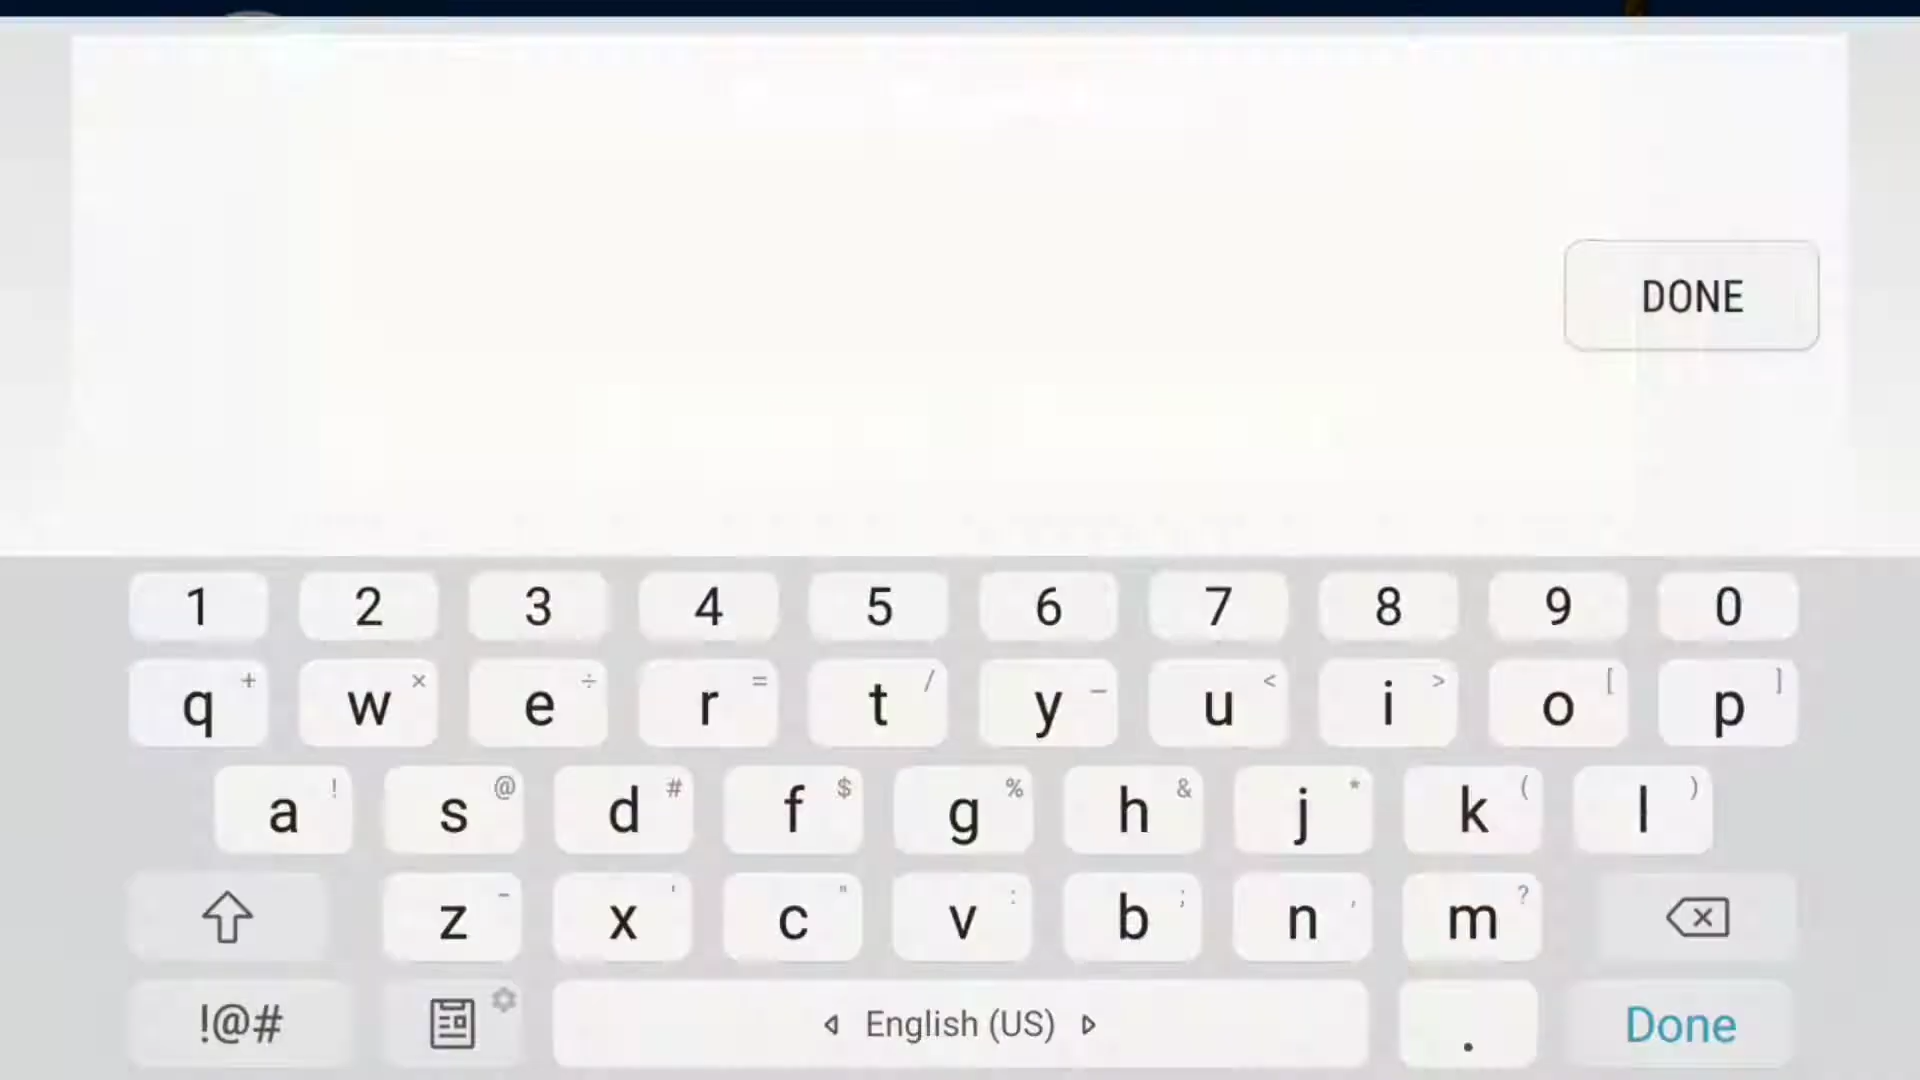 DONE
1 2 3 4 5 6 7 8 9 0
q + w × e ÷ r = t / y _ u < i > o [ p ]
a ! s @ d # f $ g % h & j * k ( l )
z - x ' c " v : b ; n , m ?
!@# English (US) . Done